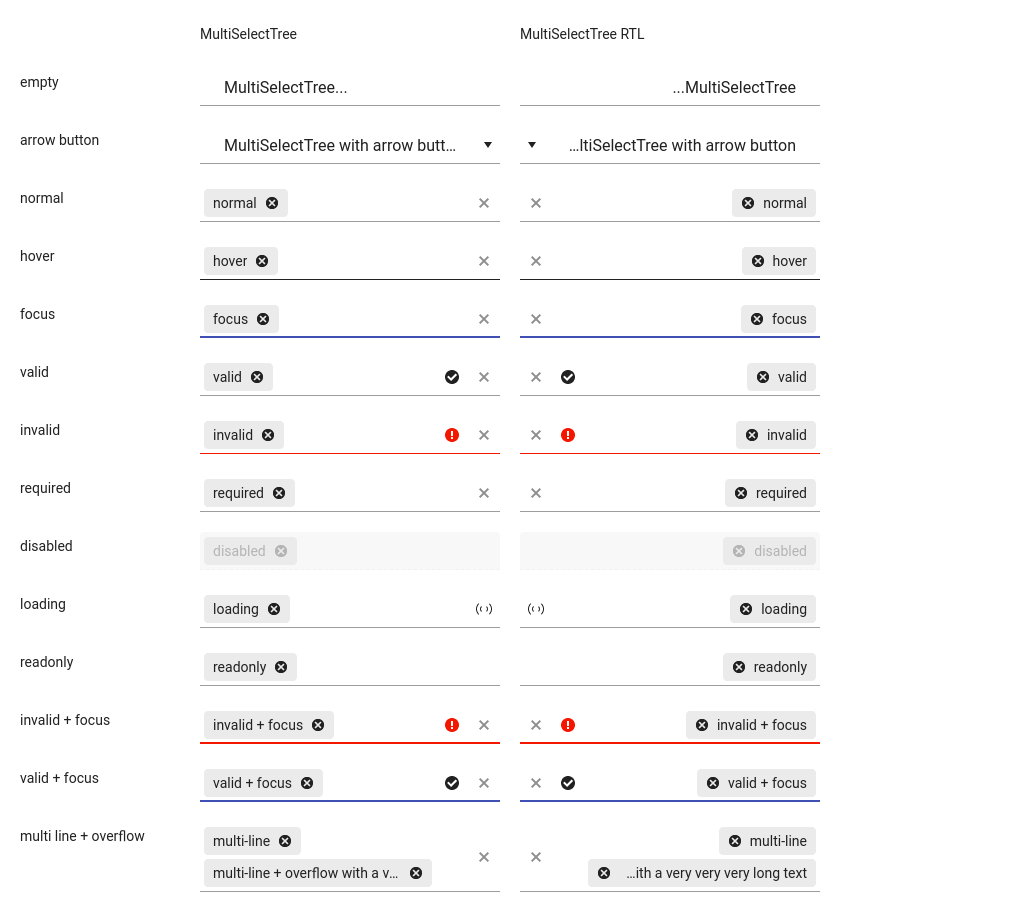 MultiSelectTree MultiSelectTree RTL
empty MultiSelectTree... ...MultiSelectTree
arrow button MultiSelectTree with arrow butt... ...ltiSelectTree with arrow button
normal normal normal
hover hover hover
focus focus focus
valid valid valid
invalid invalid invalid
required required required
disabled disabled disabled
loading loading loading
readonly readonly readonly
invalid + focus invalid + focus invalid + focus
valid + focus valid + focus valid + focus
multi line + overflow multi-line multi-line
multi-line + overflow with a v... ...ith a very very very long text